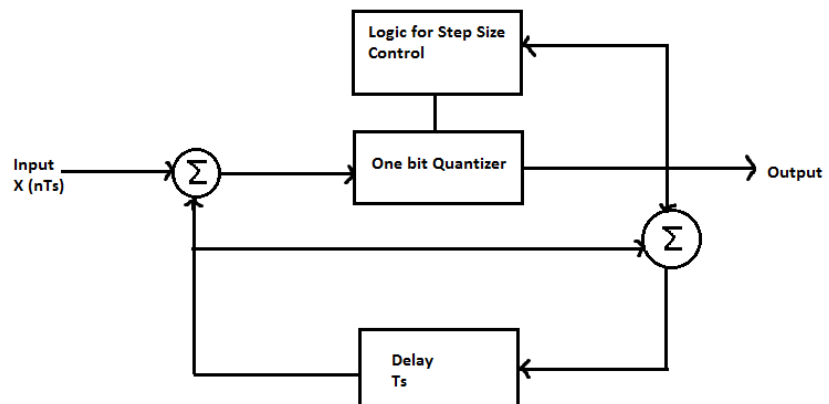 Logic for Step Size
Control
Input
X (nTs)
Σ
One bit Quantizer
Output
Σ
Delay
Ts